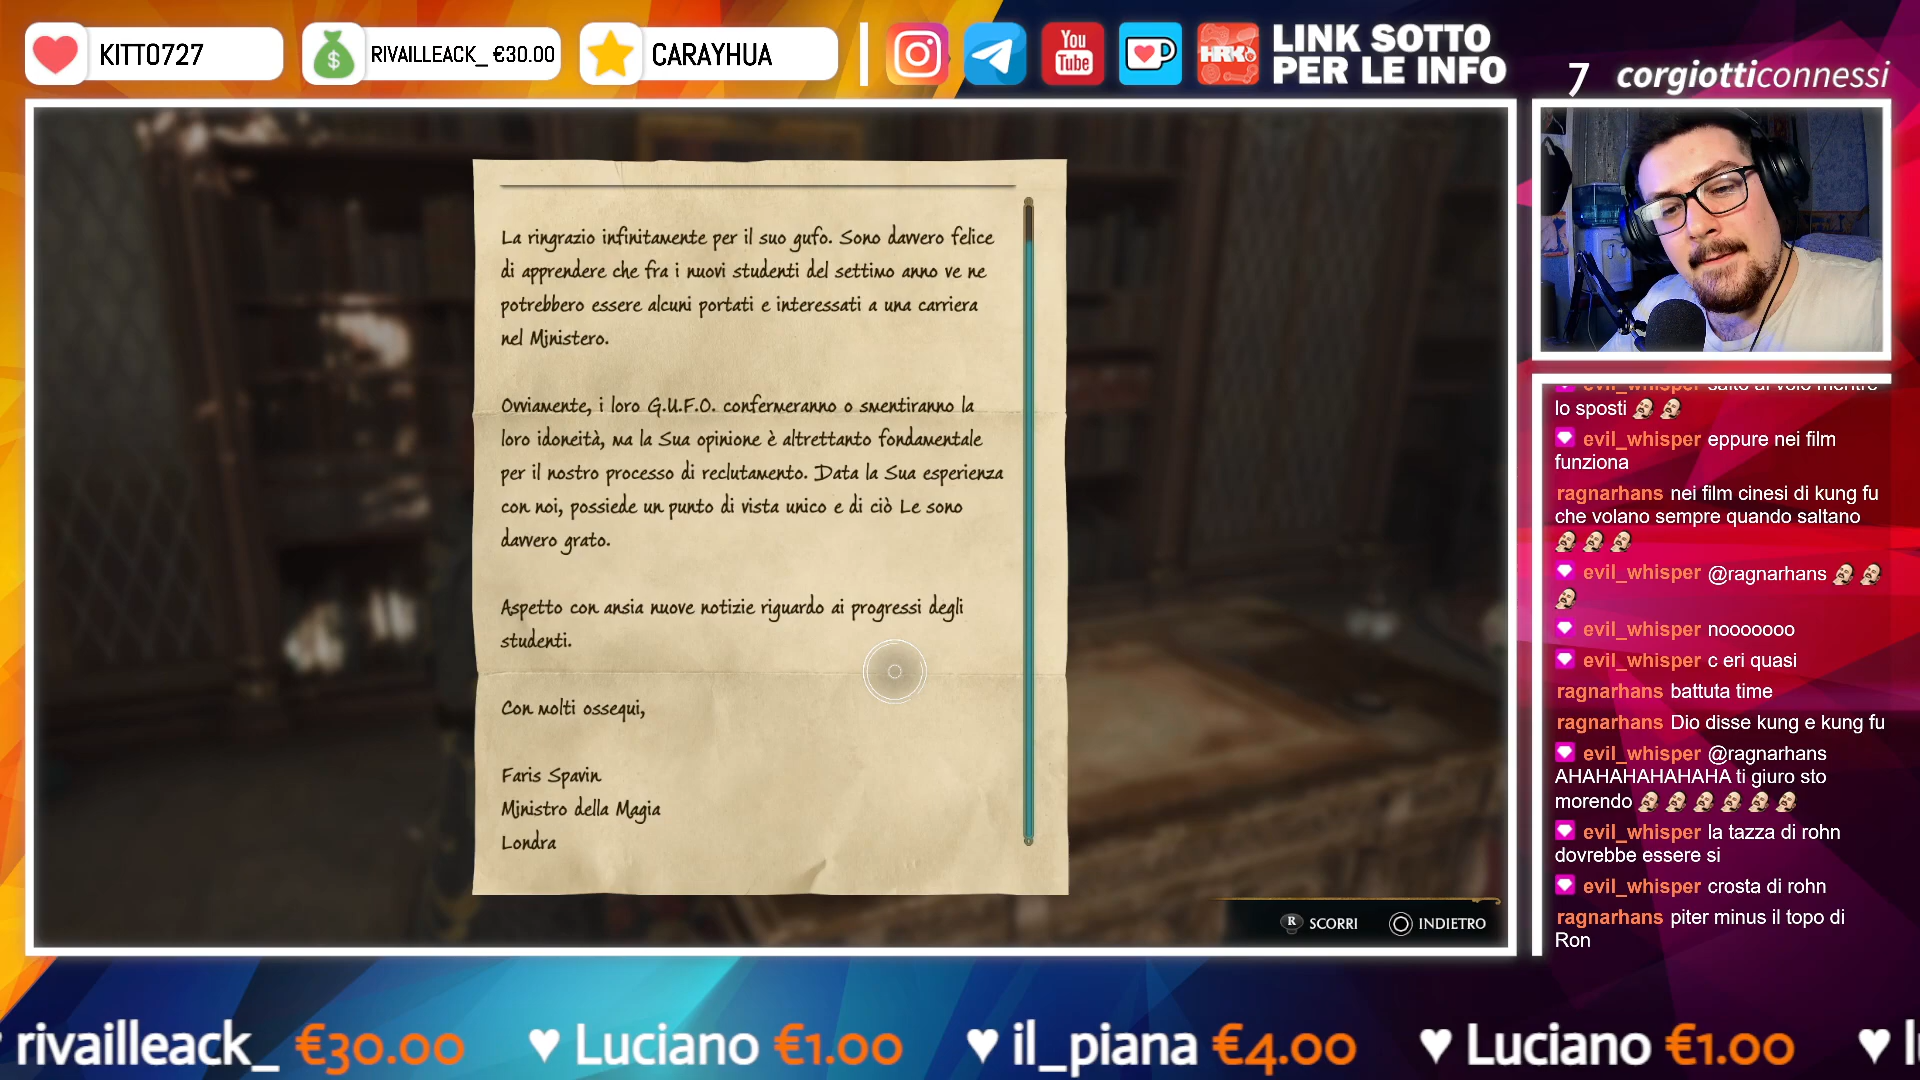 KITT0727
RIVAILLEACK_ €30.00
CARAYHUA
You
Tube
HRK
LINK SOTTO
PER LE INFO
7 corgiotticonnessi
La ringrazio infinitamente per il suo gufo. Sono davvero felice
di apprendere che fra i nuovi studenti del settimo anno ve ne
potrebbero essere alcuni portati e interessati a una carriera
nel Ministero.
Ovviamente, i loro G.U.F.O. confermeranno o smentiranno la
loro idoneità, ma la Sua opinione è altrettanto fondamentale
per il nostro processo di reclutamento. Data la Sua esperienza
con noi, possiede un punto di vista unico e di ciò Le sono
davvero grato.
Aspetto con ansia nuove notizie riguardo ai progressi degli
studenti.
Con molti ossequi,
Faris Spavin
Ministro della Magia
Londra
R SCORRI
INDIETRO
evil_whisper salto al volo mentre
lo sposti
evil_whisper eppure nei film
funziona
ragnarhans nei film cinesi di kung fu
che volano sempre quando saltano
evil_whisper @ragnarhans
evil_whisper nooooooo
evil_whisper c eri quasi
ragnarhans battuta time
ragnarhans Dio disse kung e kung fu
evil_whisper @ragnarhans
AHAHAHAHAHAHA ti giuro sto
morendo
evil_whisper la tazza di rohn
dovrebbe essere si
evil_whisper crosta di rohn
ragnarhans piter minus il topo di
Ron
rivailleack_ €30.00 ♥ Luciano €1.00 ♥ il_piana €4.00 ♥ Luciano €1.00 ♥